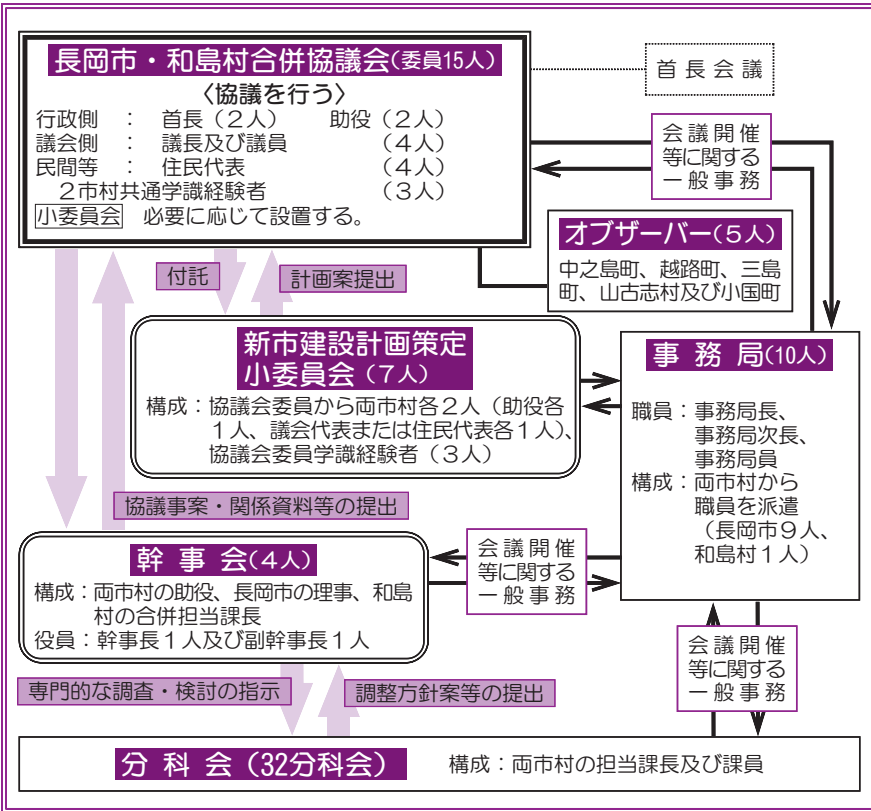 長岡市・和島村合併協議会(委員15人)
〈協議を行う〉
行政側 ： 首長（２人） 助役（２人）
議会側 ： 議長及び議員 （４人）
民間等 ： 住民代表 （４人）
２市村共通学識経験者 （３人）
小委員会 必要に応じて設置する。
首長会議
会議開催
等に関する
一般事務
オブザーバー（５人）
中之島町、越路町、三島
町、山古志村及び小国町
付託
計画案提出
新市建設計画策定
小委員会（７人）
構成：協議会委員から両市村各２人（助役各
１人、議会代表または住民代表各１人）、
協議会委員学識経験者（３人）
事務局(10人)
職員：事務局長、
事務局次長、
事務局員
構成：両市村から
職員を派遣
（長岡市９人、
和島村１人）
協議事案・関係資料等の提出
幹事会（４人）
構成：両市村の助役、長岡市の理事、和島
村の合併担当課長
役員：幹事長１人及び副幹事長１人
会議開催
等に関する
一般事務
会議開催
等に関する
一般事務
専門的な調査・検討の指示
調整方針案等の提出
分科会（32分科会） 構成：両市村の担当課長及び課員